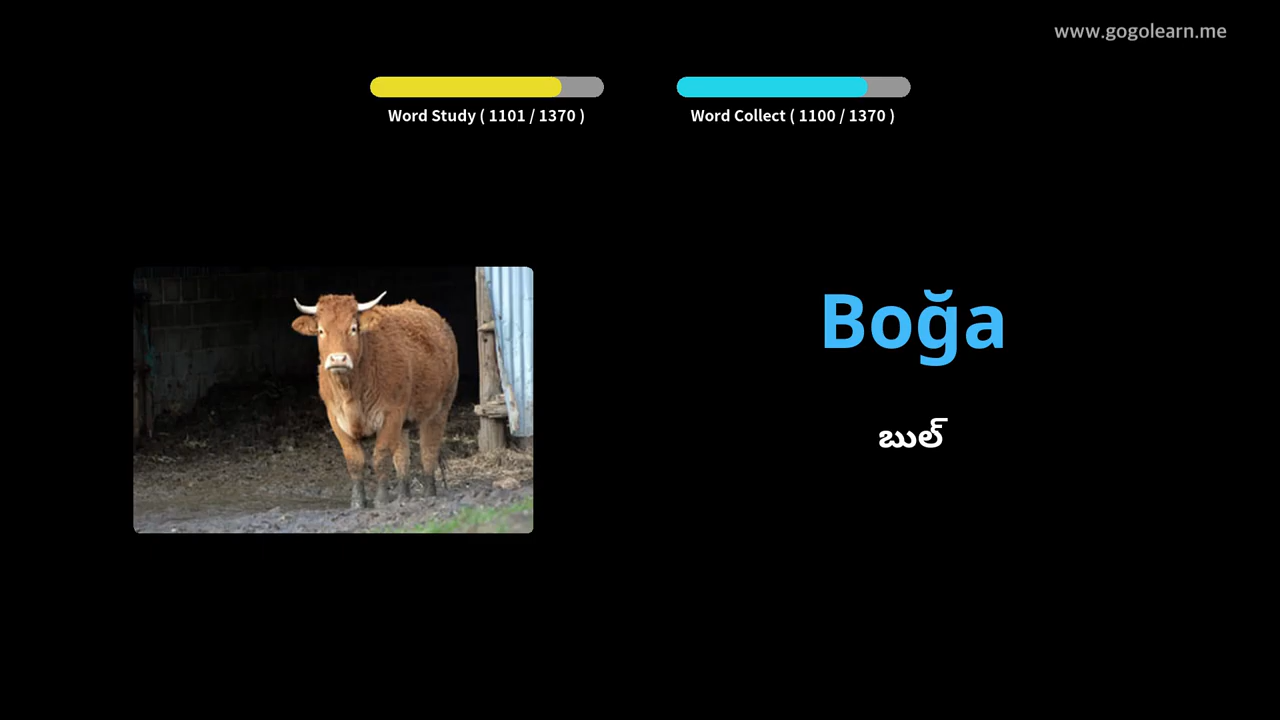 www.gogolearn.me
Word Study ( 1101 / 1370 )
Word Collect ( 1100 / 1370 )
Boğa
బుల్